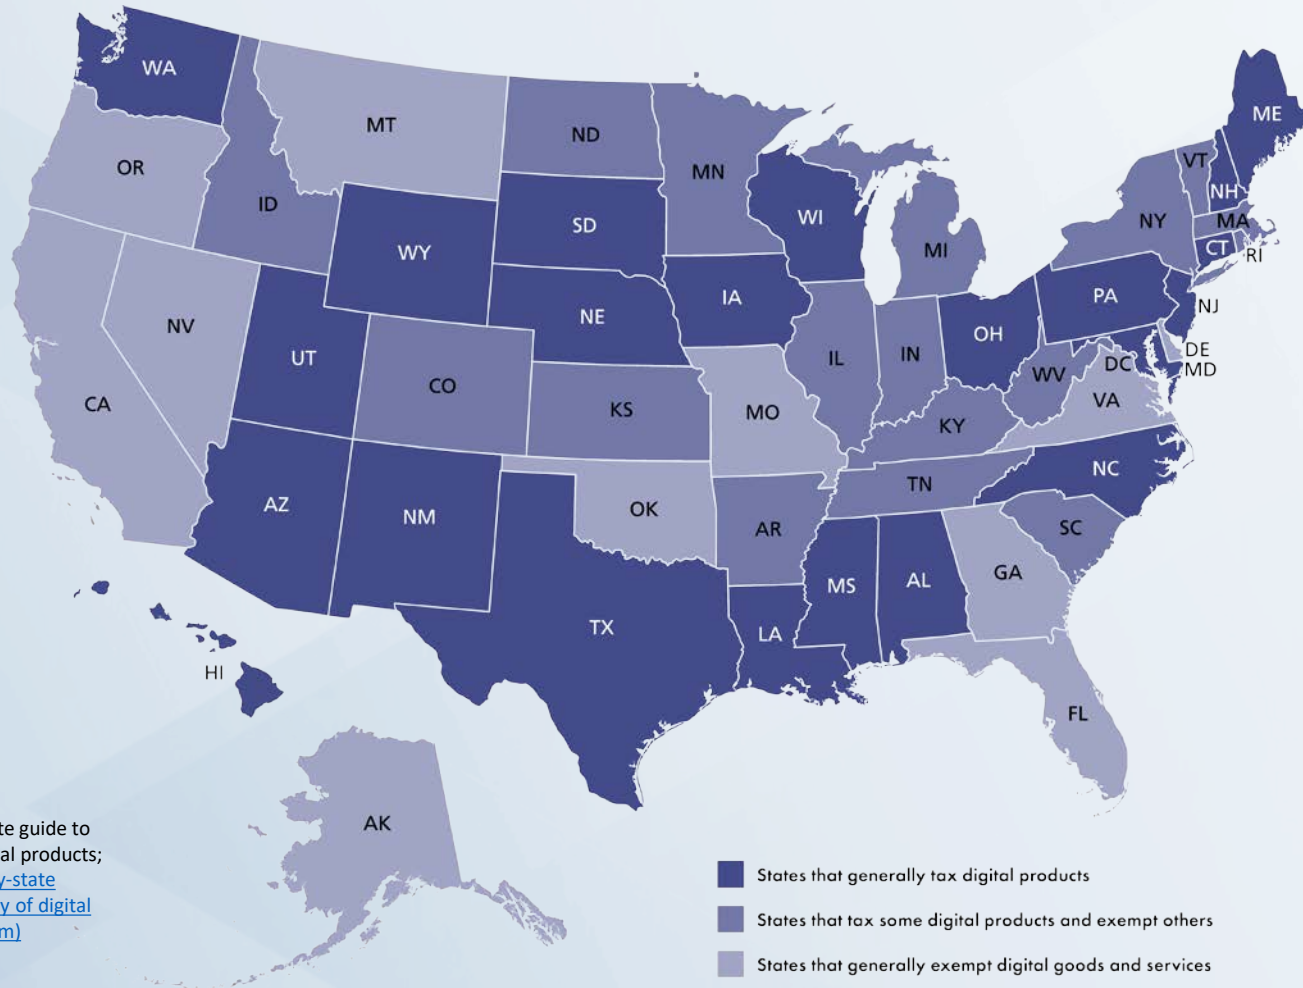 WA
ME
MT
ND
VT
OR
MN
NH
ID
SD
WI
NY
MA
WY
MI
CT
RI
IA
PA
NJ
NE
NV
OH
UT
IL
IN
DE
CO
WV
DC
MD
CA
KS
MO
VA
KY
NC
AZ
NM
OK
TN
AR
SC
MS
AL
GA
TX
LA
HI
FL
AK
te guide to
al products;
y-state
y of digital
m)
States that generally tax digital products
States that tax some digital products and exempt others
States that generally exempt digital goods and services